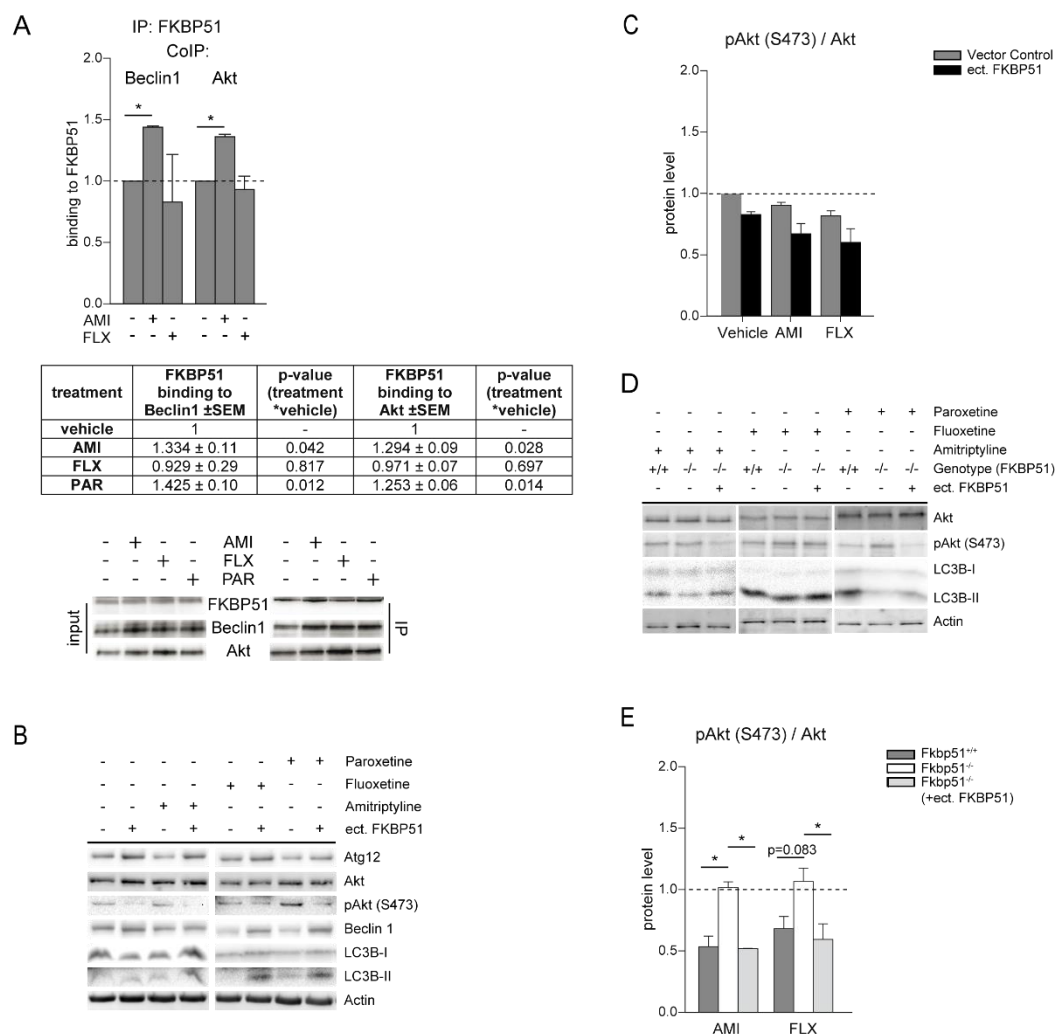 A
IP: FKBP51
CoIP:
Beclin1 Akt
* *
2.0
1.5
1.0
0.5
0.0
binding to FKBP51
AMI - + - - + -
FLX - - + - - +
treatment | FKBP51 binding to Beclin1 ±SEM | p-value (treatment *vehicle) | FKBP51 binding to Akt ±SEM | p-value (treatment *vehicle)
vehicle | 1 | - | 1 | -
AMI | 1.334 ± 0.11 | 0.042 | 1.294 ± 0.09 | 0.028
FLX | 0.929 ± 0.29 | 0.817 | 0.971 ± 0.07 | 0.697
PAR | 1.425 ± 0.10 | 0.012 | 1.253 ± 0.06 | 0.014
- + - - AMI - + - -
- - + - FLX - - + -
- - - + PAR - - - +
FKBP51
input Beclin1 IP
Akt
B
- - - - - - + + Paroxetine
- - - - + + - - Fluoxetine
- - + + - - - - Amitriptyline
- + - + - + - + ect. FKBP51
Atg12
Akt
pAkt (S473)
Beclin 1
LC3B-I
LC3B-II
Actin
C
pAkt (S473) / Akt
Vector Control
ect. FKBP51
2.0
1.5
1.0
0.5
0.0
protein level
Vehicle AMI FLX
D
- - - - - - + + + Paroxetine
- - - + + + - - - Fluoxetine
+ + + - - - - - - Amitriptyline
+/+ -/- -/- +/+ -/- -/- +/+ -/- -/- Genotype (FKBP51)
- - + - - + - - + ect. FKBP51
Akt
pAkt (S473)
LC3B-I
LC3B-II
Actin
E
pAkt (S473) / Akt
Fkbp51+/+
Fkbp51-/-
Fkbp51-/-
(+ect. FKBP51)
2.0
1.5
1.0
0.5
0.0
protein level
* * p=0.083 *
AMI FLX